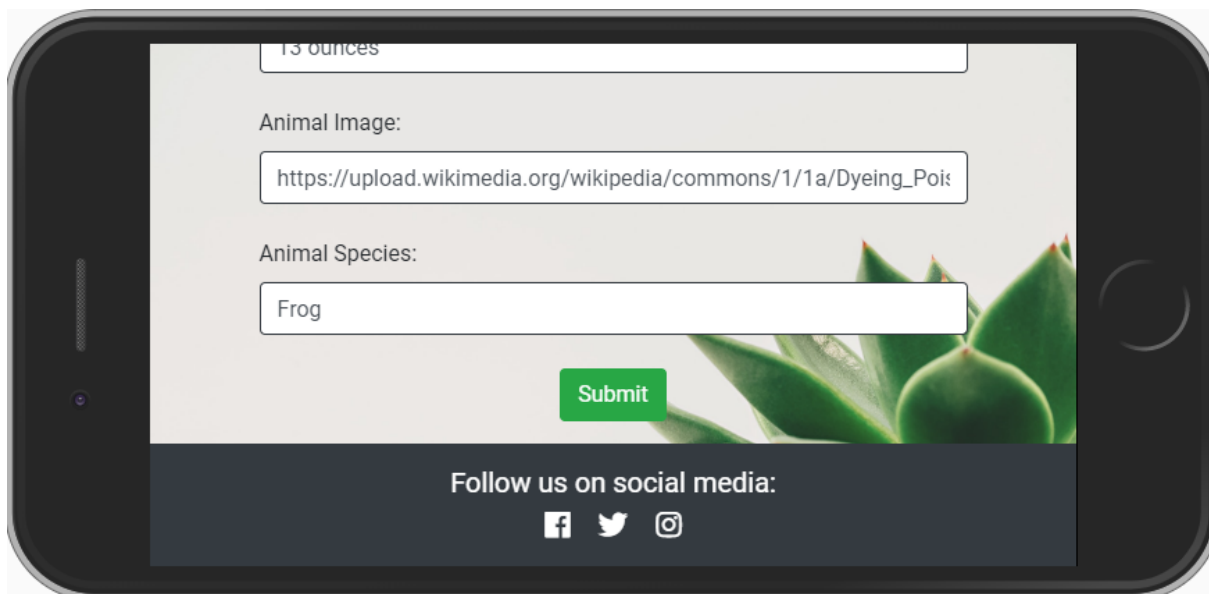 13 ounces
Animal Image:
https://upload.wikimedia.org/wikipedia/commons/1/1a/Dyeing_Pois
Animal Species:
Frog
Submit
Follow us on social media: